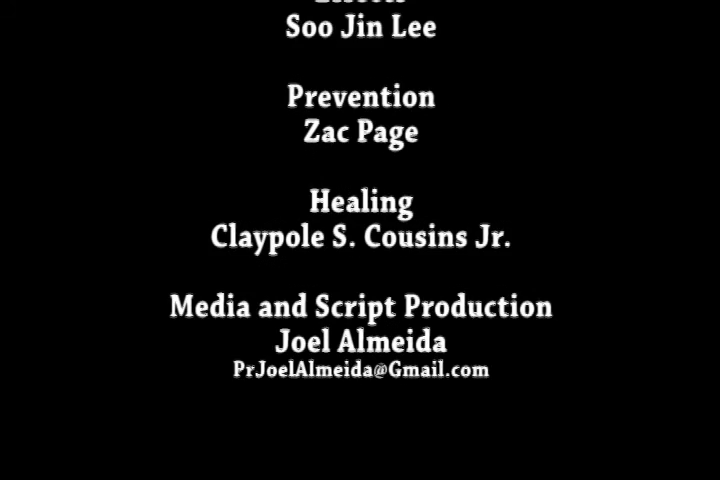 Soo Jin Lee
Prevention
Zac Page
Healing
Claypole S. Cousins Jr.
Media and Script Production
Joel Almeida
PrJoelAlmeida@Gmail.com